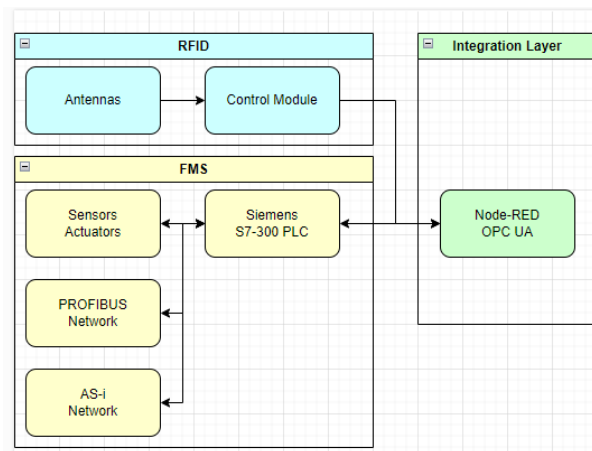 RFID
Integration Layer
Antennas
Control Module
FMS
Sensors
Actuators
Siemens
S7-300 PLC
Node-RED
OPC UA
PROFIBUS
Network
AS-i
Network